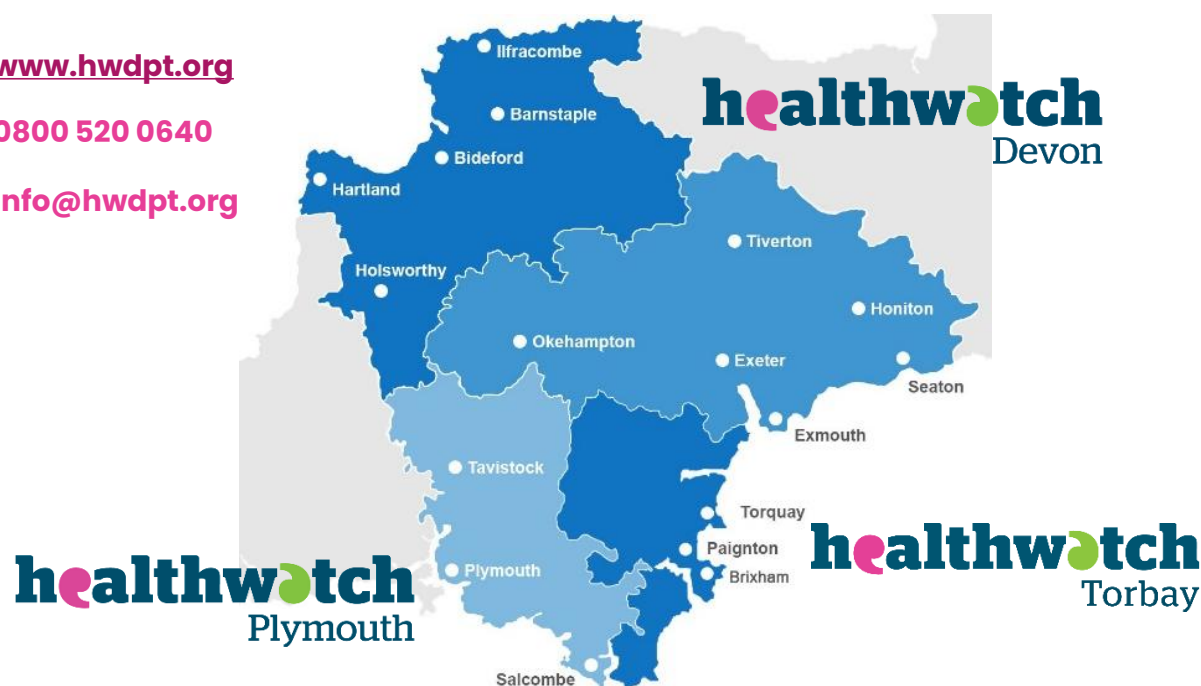 www.hwdpt.org
0800 520 0640
info@hwdpt.org
Ilfracombe
Barnstaple
Bideford
Hartland
Holsworthy
healthwatch
Devon
Tiverton
Honiton
Okehampton
Exeter
Seaton
Exmouth
Tavistock
Torquay
Paignton
Brixham
Plymouth
healthwatch
Torbay
healthwatch
Plymouth
Salcombe